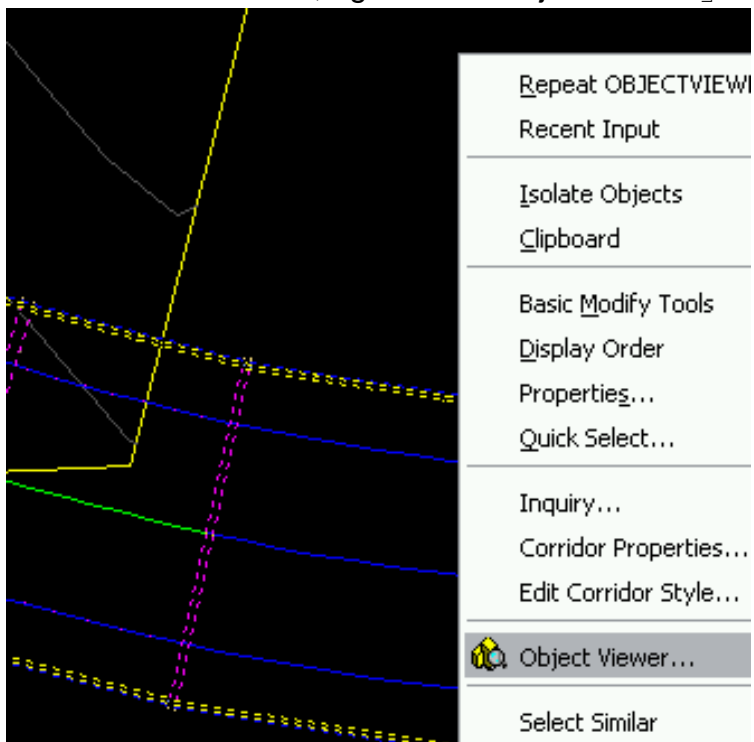 Repeat OBJECTVIEW
Recent Input
Isolate Objects
Clipboard
Basic Modify Tools
Display Order
Properties...
Quick Select...
Inquiry...
Corridor Properties...
Edit Corridor Style...
Object Viewer...
Select Similar